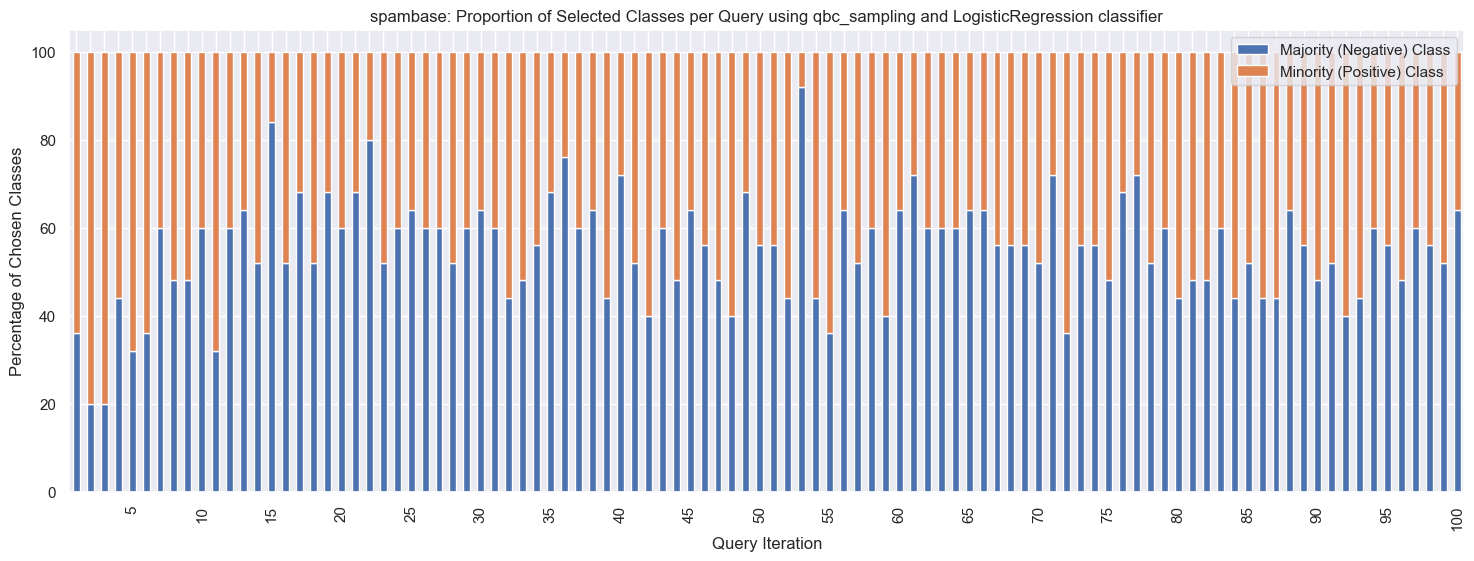 spambase: Proportion of Selected Classes per Query using qbc_sampling and LogisticRegression classifier
Majority (Negative) Class
Minority (Positive) Class
Percentage of Chosen Classes
100
80
60
40
20
0
5 10 15 20 25 30 35 40 45 50 55 60 65 70 75 80 85 90 95 100
Query Iteration